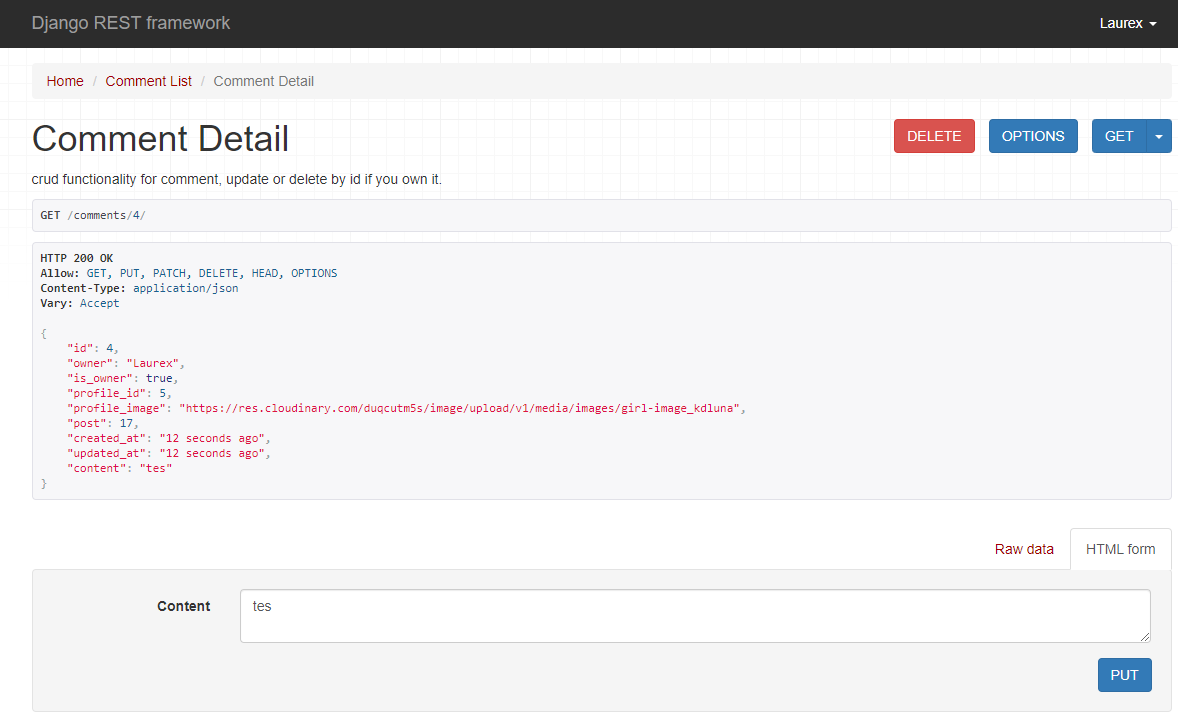 Django REST framework
Laurex
Home / Comment List / Comment Detail
Comment Detail
DELETE
OPTIONS
GET
crud functionality for comment, update or delete by id if you own it.
GET /comments/4/
HTTP 200 OK
Allow: GET, PUT, PATCH, DELETE, HEAD, OPTIONS
Content-Type: application/json
Vary: Accept
{
    "id": 4,
    "owner": "Laurex",
    "is_owner": true,
    "profile_id": 5,
    "profile_image": "https://res.cloudinary.com/duqcutm5s/image/upload/v1/media/images/girl-image_kdluna",
    "post": 17,
    "created_at": "12 seconds ago",
    "updated_at": "12 seconds ago",
    "content": "tes"
}
Raw data
HTML form
Content
tes
PUT